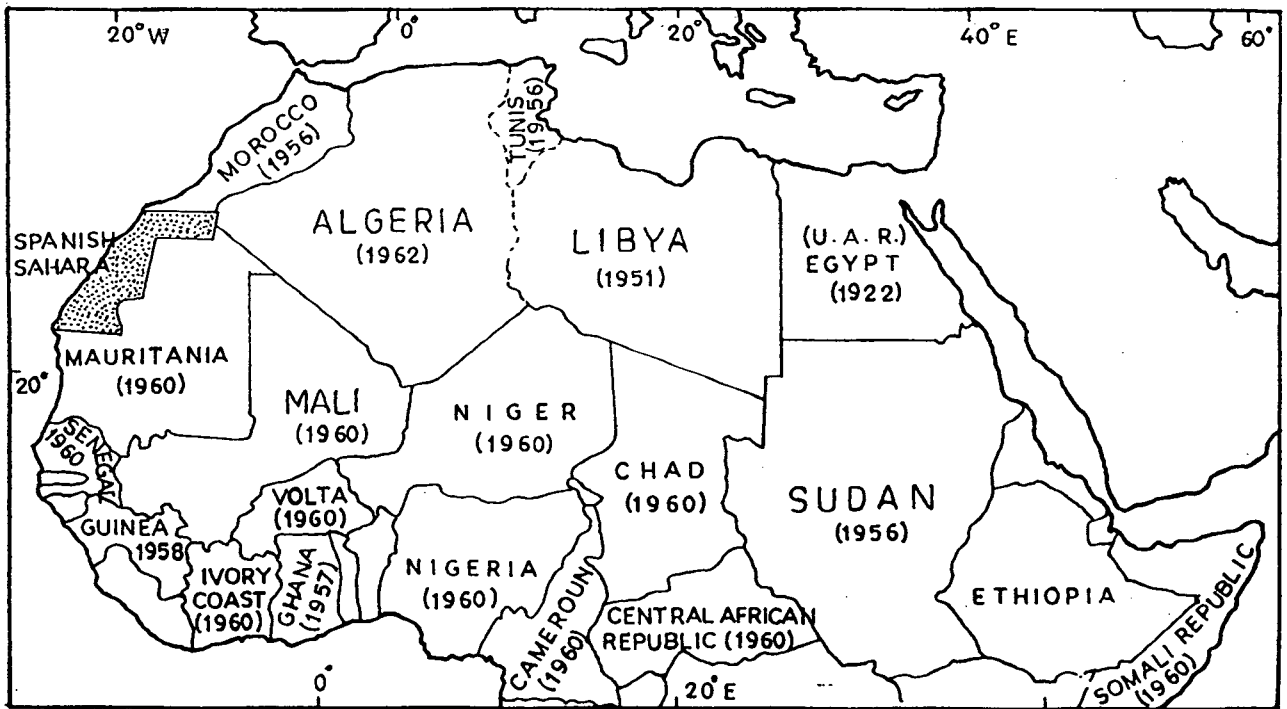 20° W
0°
20°
40° E
60°
MOROCCO
(1956)
TUNIS
(1956)
ALGERIA
(1962)
LIBYA
(1951)
(U.A.R.)
EGYPT
(1922)
SPANISH
SAHARA
MAURITANIA
(1960)
20°
MALI
(1960)
NIGER
(1960)
CHAD
(1960)
SUDAN
(1956)
SENEGAL
1960
VOLTA
(1960)
GUINEA
1958
IVORY
COAST
(1960)
GHANA
(1957)
NIGERIA
(1960)
CAMEROUN
(1960)
CENTRAL AFRICAN
REPUBLIC (1960)
ETHIOPIA
SOMALI REPUBLIC
(1960)
0°
20° E